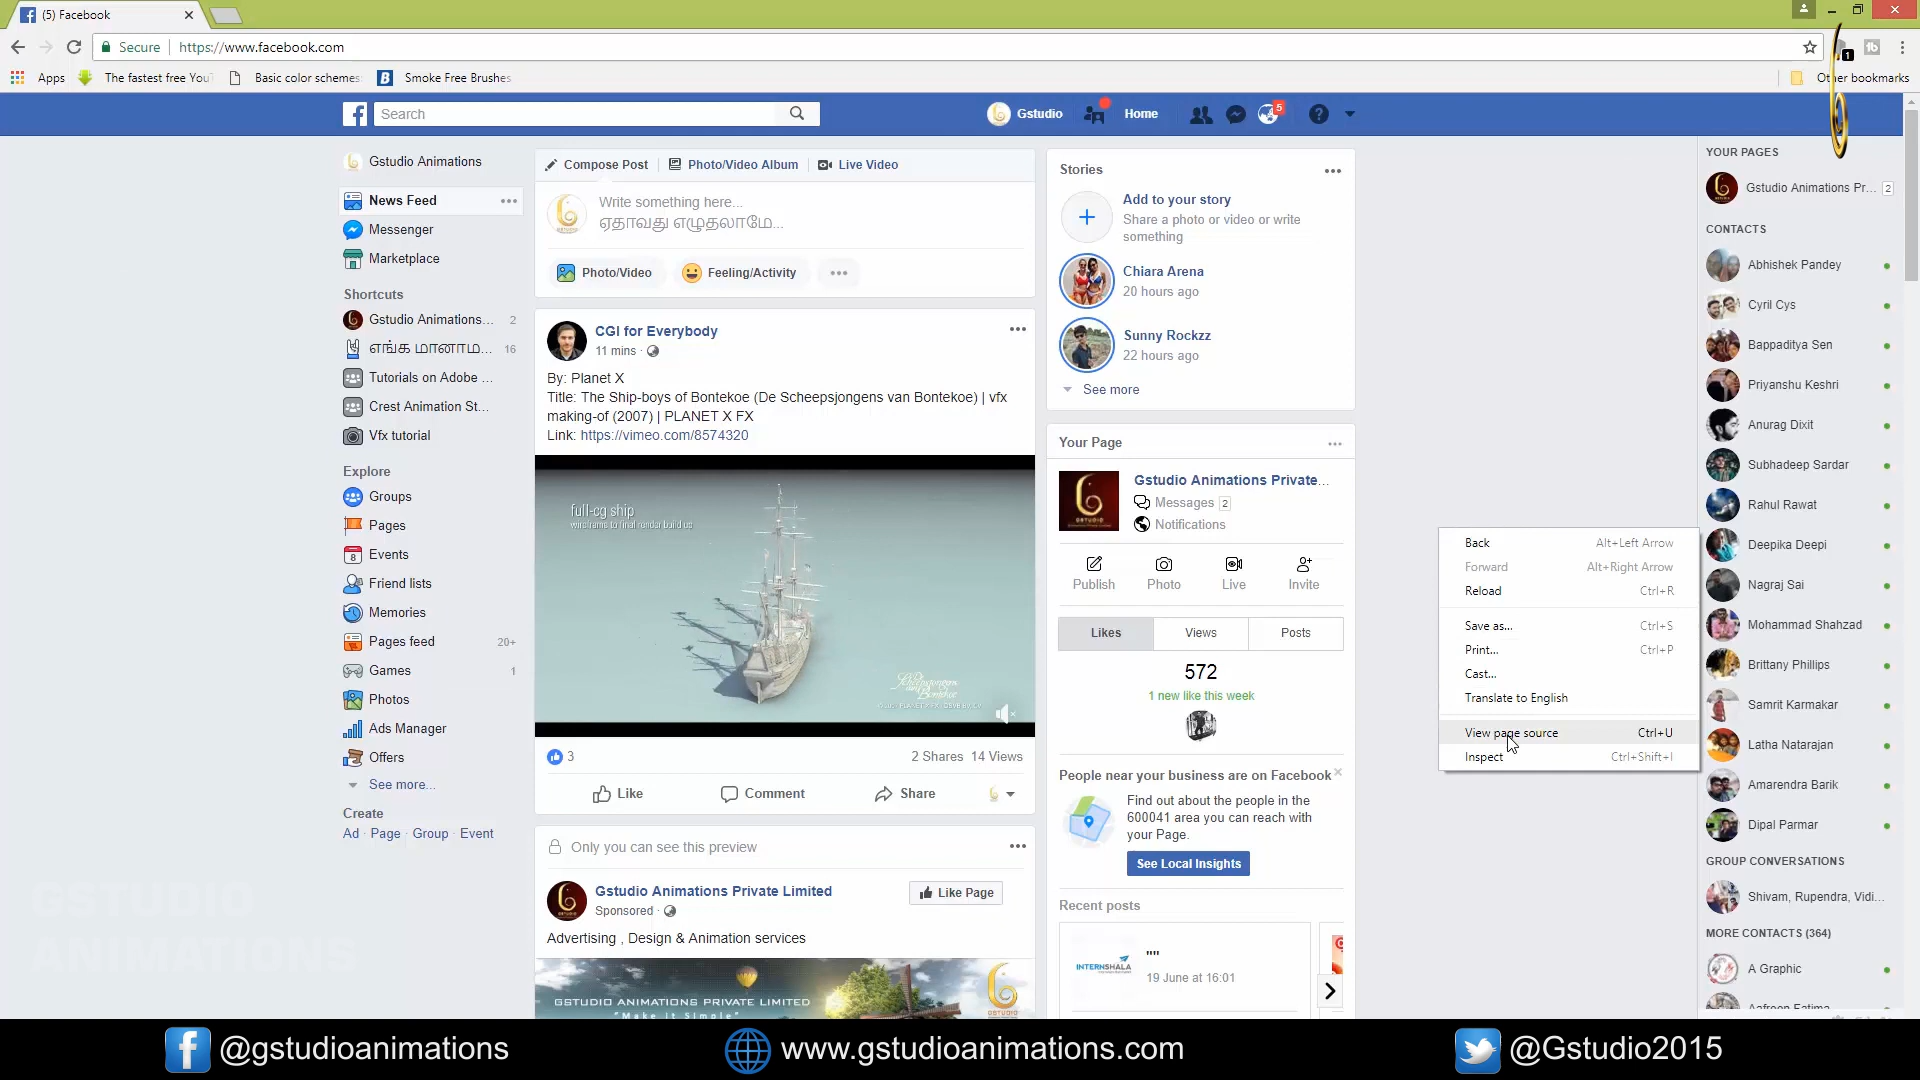 (5) Facebook
Secure https://www.facebook.com
Apps The fastest free YouT Basic color schemes Smoke Free Brushes Other bookmarks
1
Search Gstudio Home 5
Gstudio Animations
News Feed
Messenger
Marketplace
Shortcuts
Gstudio Animations... 2
எங்க மானாம... 16
Tutorials on Adobe ...
Crest Animation St...
Vfx tutorial
Explore
Groups
Pages
8 Events
Friend lists
Memories
Pages feed 20+
Games 1
Photos
Ads Manager
Offers
See more...
Create
Ad · Page · Group · Event
Compose Post Photo/Video Album Live Video
Write something here...
ஏதாவது எழுதலாமே...
Photo/Video Feeling/Activity
CGI for Everybody
11 mins ·
By: Planet X
Title: The Ship-boys of Bontekoe (De Scheepsjongens van Bontekoe) | vfx
making-of (2007) | PLANET X FX
Link: https://vimeo.com/8574320
full-cg ship
wireframe to final render build up
3 2 Shares 14 Views
Like Comment Share
Only you can see this preview
Gstudio Animations Private Limited
Like Page
Sponsored ·
Advertising , Design & Animation services
GSTUDIO ANIMATIONS PRIVATE LIMITED
"Make it Simple"
Stories
Add to your story
Share a photo or video or write
something
Chiara Arena
20 hours ago
Sunny Rockzz
22 hours ago
See more
Your Page
GSTUDIO
Gstudio Animations Private...
Messages 2
Notifications
Publish Photo Live Invite
Likes Views Posts
572
1 new like this week
People near your business are on Facebook
Find out about the people in the
600041 area you can reach with
your Page.
See Local Insights
Recent posts
INTERNSHALA
""
19 June at 16:01
Back Alt+Left Arrow
Forward Alt+Right Arrow
Reload Ctrl+R
Save as... Ctrl+S
Print... Ctrl+P
Cast...
Translate to English
View page source Ctrl+U
Inspect Ctrl+Shift+I
YOUR PAGES
Gstudio Animations Pr... 2
CONTACTS
Abhishek Pandey
Cyril Cys
Bappaditya Sen
Priyanshu Keshri
Anurag Dixit
Subhadeep Sardar
Rahul Rawat
Deepika Deepi
Nagraj Sai
Mohammad Shahzad
Brittany Phillips
Samrit Karmakar
Latha Natarajan
Amarendra Barik
Dipal Parmar
GROUP CONVERSATIONS
Shivam, Rupendra, Vidi...
MORE CONTACTS (364)
A Graphic
Aafreen Fatima
GSTUDIO
ANIMATIONS
@gstudioanimations www.gstudioanimations.com @Gstudio2015